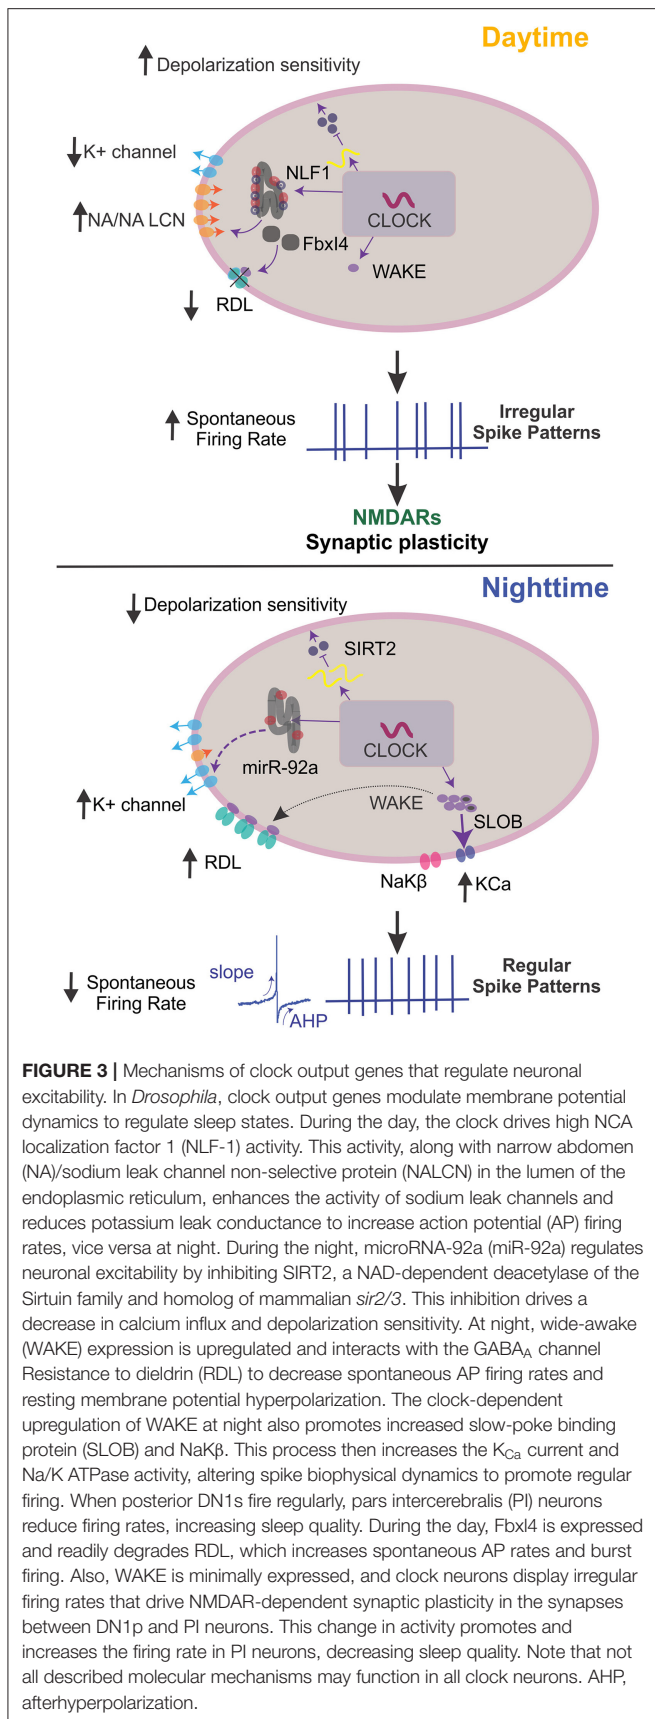 Daytime
Depolarization sensitivity
K+ channel
NLF1
CLOCK
NA/NA LCN
Fbxl4
WAKE
RDL
Spontaneous
Firing Rate
Irregular
Spike Patterns
NMDARs
Synaptic plasticity
Nighttime
Depolarization sensitivity
SIRT2
CLOCK
mirR-92a
K+ channel
WAKE
SLOB
RDL
NaKβ
KCa
Spontaneous
Firing Rate
slope
AHP
Regular
Spike Patterns
FIGURE 3 | Mechanisms of clock output genes that regulate neuronal
excitability. In Drosophila, clock output genes modulate membrane potential
dynamics to regulate sleep states. During the day, the clock drives high NCA
localization factor 1 (NLF-1) activity. This activity, along with narrow abdomen
(NA)/sodium leak channel non-selective protein (NALCN) in the lumen of the
endoplasmic reticulum, enhances the activity of sodium leak channels and
reduces potassium leak conductance to increase action potential (AP) firing
rates, vice versa at night. During the night, microRNA-92a (miR-92a) regulates
neuronal excitability by inhibiting SIRT2, a NAD-dependent deacetylase of the
Sirtuin family and homolog of mammalian sir2/3. This inhibition drives a
decrease in calcium influx and depolarization sensitivity. At night, wide-awake
(WAKE) expression is upregulated and interacts with the GABAA channel
Resistance to dieldrin (RDL) to decrease spontaneous AP firing rates and
resting membrane potential hyperpolarization. The clock-dependent
upregulation of WAKE at night also promotes increased slow-poke binding
protein (SLOB) and NaKβ. This process then increases the KCa current and
Na/K ATPase activity, altering spike biophysical dynamics to promote regular
firing. When posterior DN1s fire regularly, pars intercerebralis (PI) neurons
reduce firing rates, increasing sleep quality. During the day, Fbxl4 is expressed
and readily degrades RDL, which increases spontaneous AP rates and burst
firing. Also, WAKE is minimally expressed, and clock neurons display irregular
firing rates that drive NMDAR-dependent synaptic plasticity in the synapses
between DN1p and PI neurons. This change in activity promotes and
increases the firing rate in PI neurons, decreasing sleep quality. Note that not
all described molecular mechanisms may function in all clock neurons. AHP,
afterhyperpolarization.